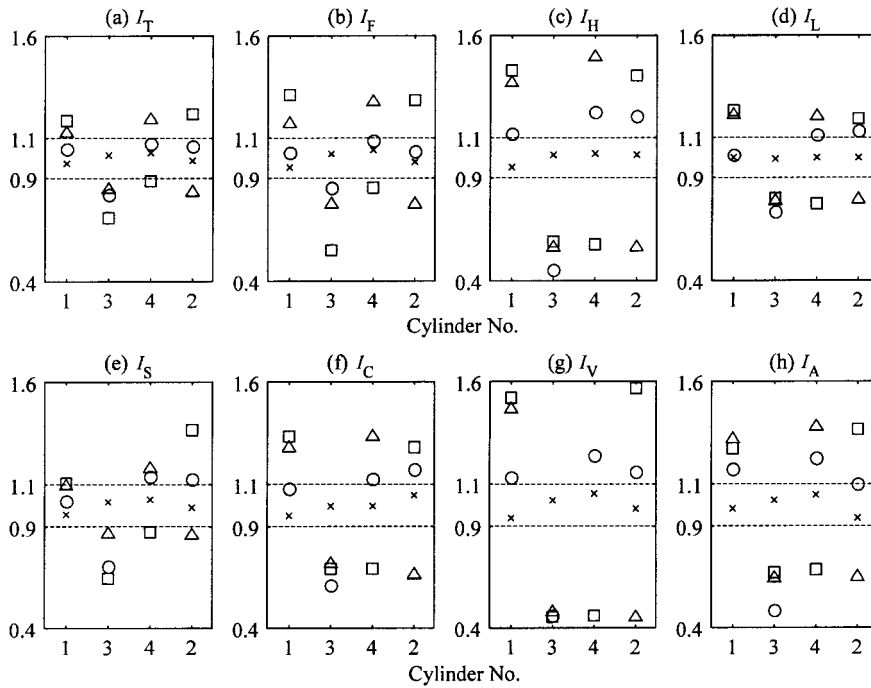 (a) I_T (b) I_F (c) I_H (d) I_L
1.6 1.6 1.6 1.6
1.1 1.1 1.1 1.1
0.9 0.9 0.9 0.9
0.4 0.4 0.4 0.4
1 3 4 2 1 3 4 2 1 3 4 2 1 3 4 2
Cylinder No.
(e) I_S (f) I_C (g) I_V (h) I_A
1.6 1.6 1.6 1.6
1.1 1.1 1.1 1.1
0.9 0.9 0.9 0.9
0.4 0.4 0.4 0.4
1 3 4 2 1 3 4 2 1 3 4 2 1 3 4 2
Cylinder No.